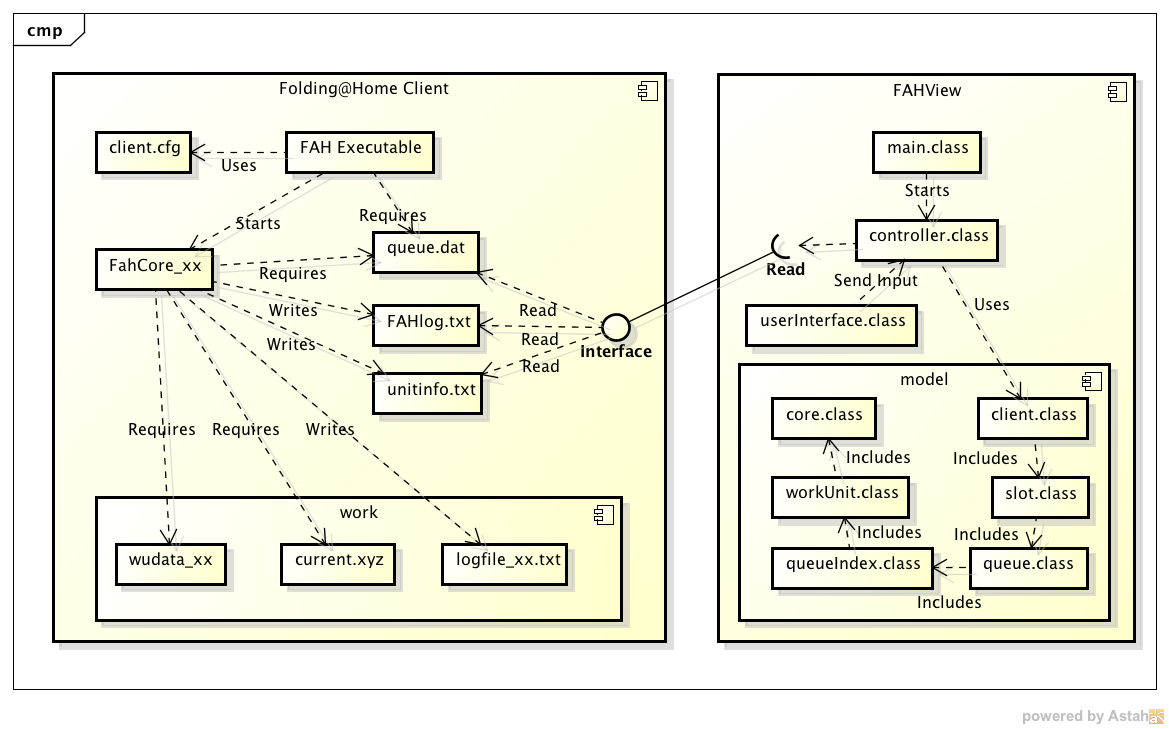 cmp
Folding@Home Client
FAHView
client.cfg
Uses
FAH Executable
main.class
Starts
Starts
Requires
FahCore_xx
queue.dat
Requires
Writes
FAHlog.txt
Writes
unitinfo.txt
Read
Read
Read
Interface
Read
controller.class
Send Input
userInterface.class
Uses
model
core.class
client.class
Includes
Includes
workUnit.class
slot.class
Includes
Includes
queueIndex.class
queue.class
Includes
Requires
Requires
Writes
work
wudata_xx
current.xyz
logfile_xx.txt
powered by Astah